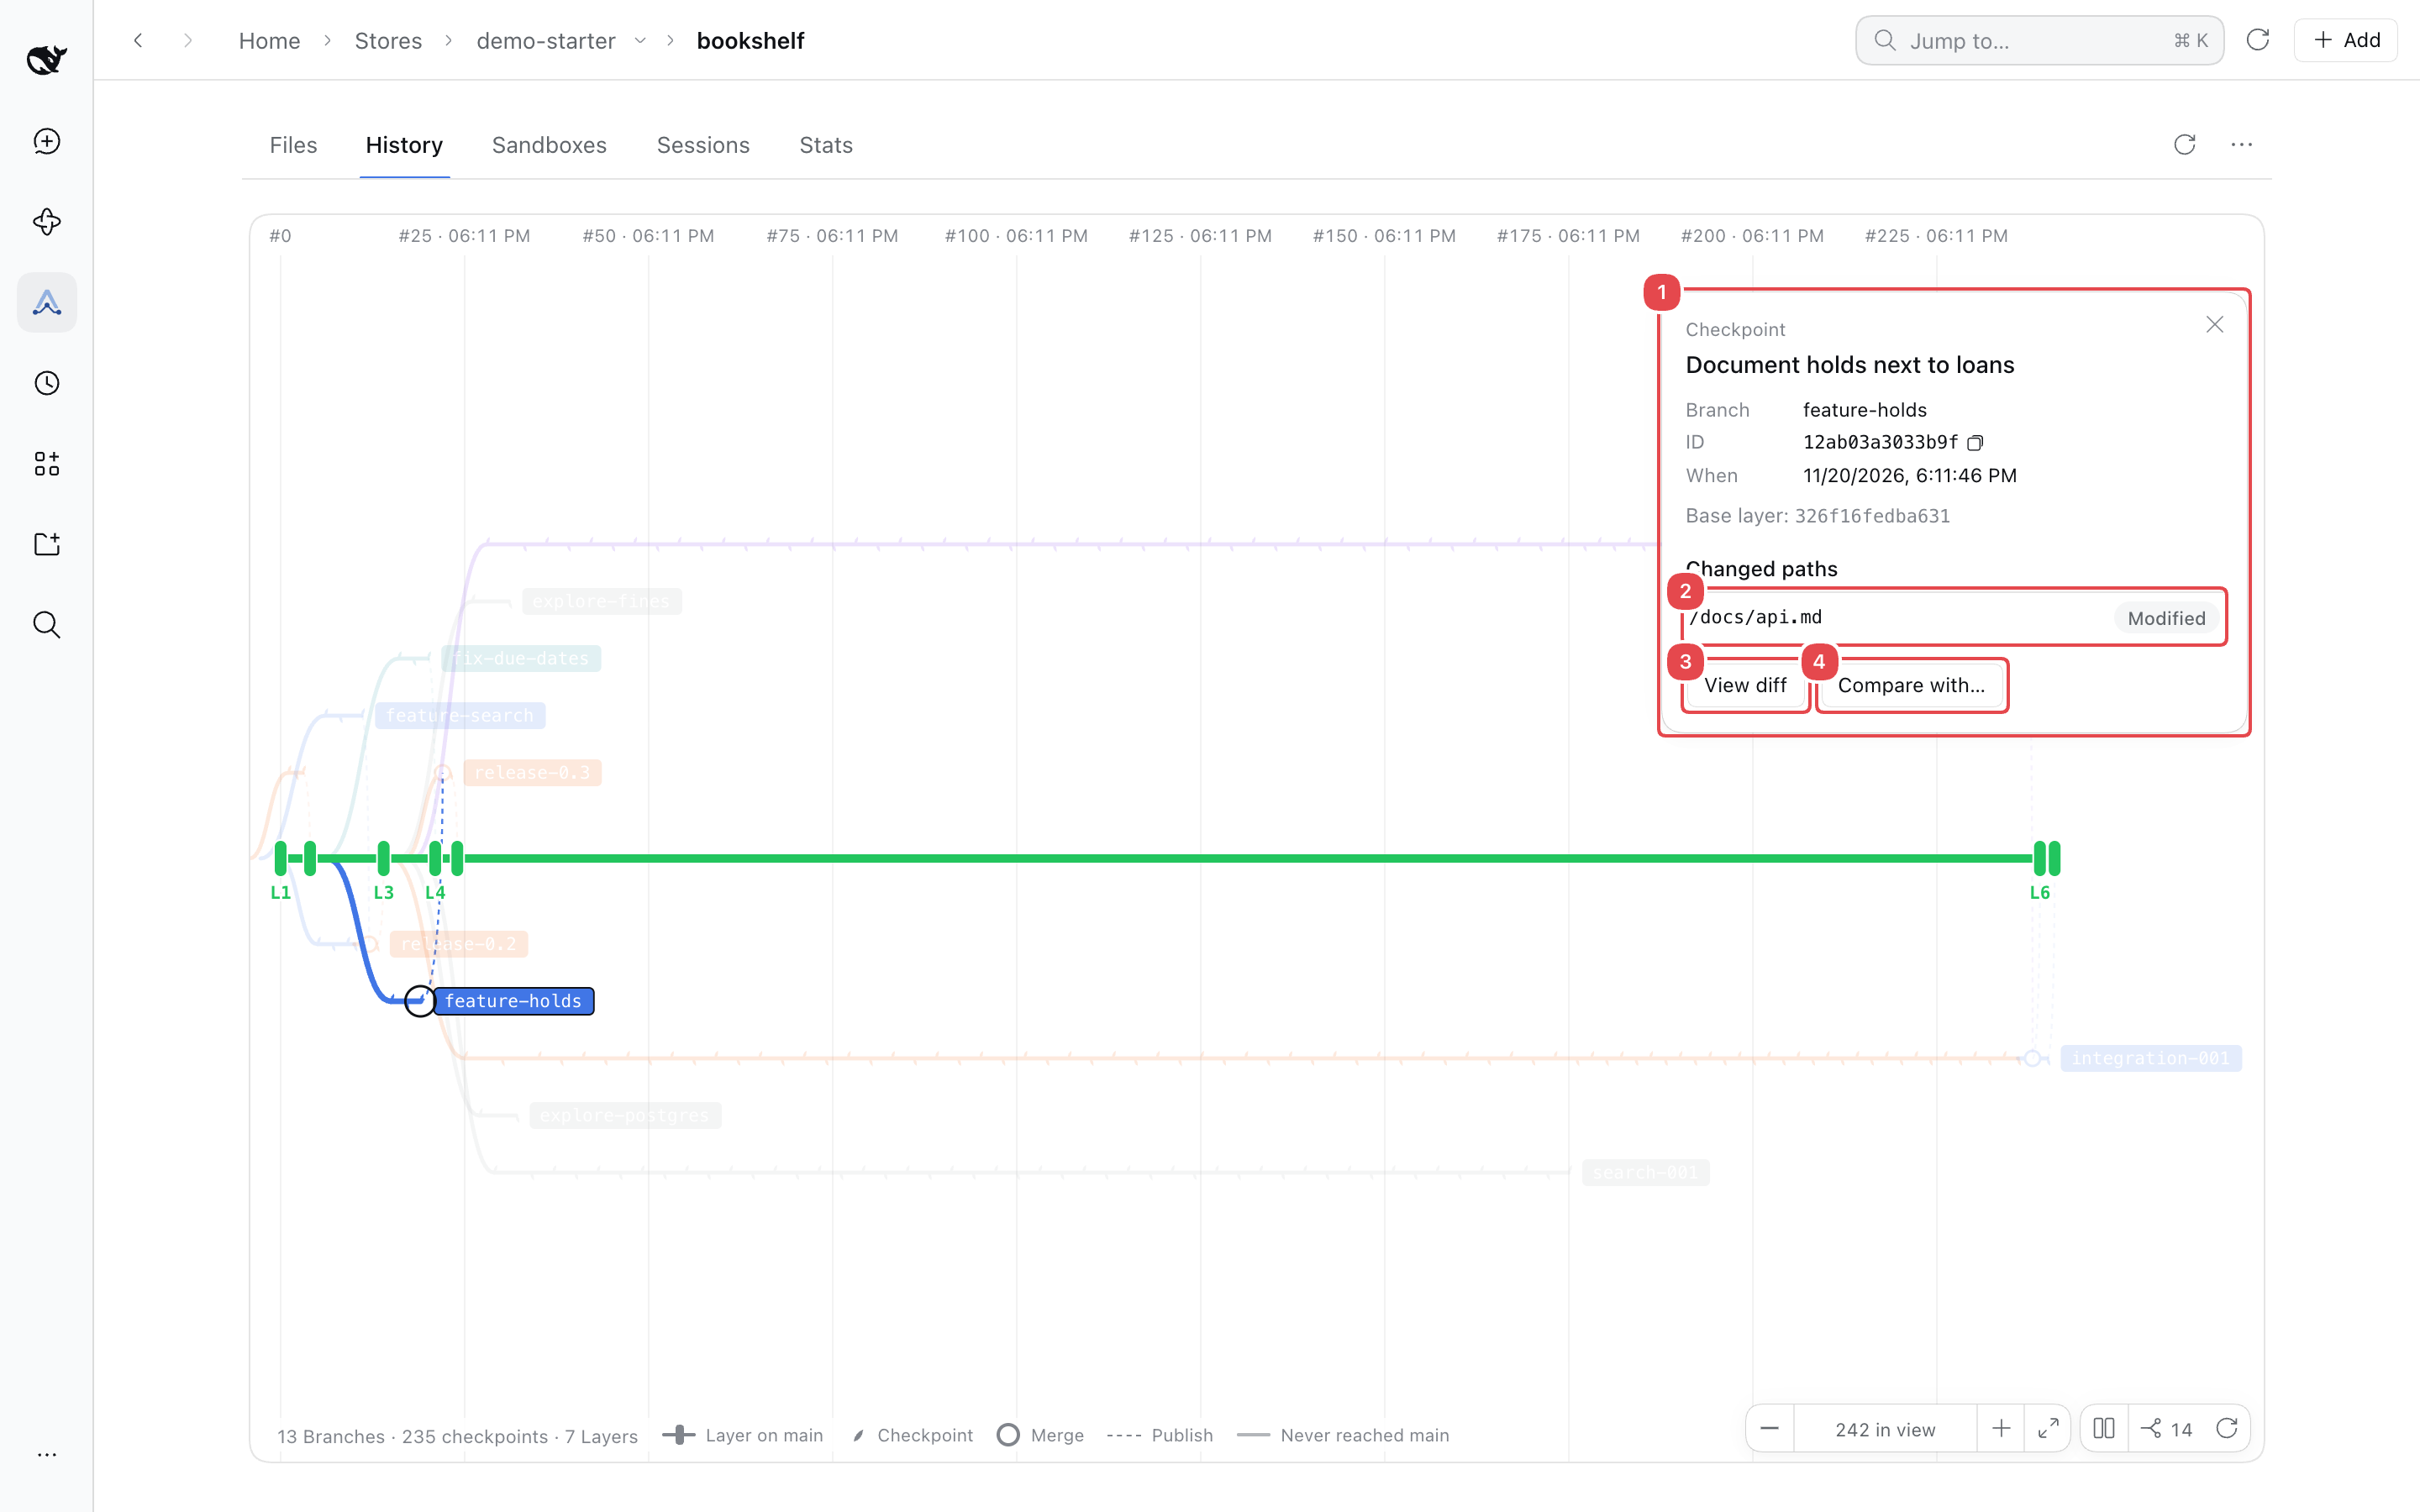 Home > Stores > demo-starter > bookshelf
Jump to... ⌘ K
+ Add
Files History Sandboxes Sessions Stats
#0 #25 · 06:11 PM #50 · 06:11 PM #75 · 06:11 PM #100 · 06:11 PM #125 · 06:11 PM #150 · 06:11 PM #175 · 06:11 PM #200 · 06:11 PM #225 · 06:11 PM
1
Checkpoint
Document holds next to loans
Branch feature-holds
ID 12ab03a3033b9f
When 11/20/2026, 6:11:46 PM
Base layer: 326f16fedba631
Changed paths
2
/docs/api.md Modified
3
View diff
4
Compare with...
explore-fines
fix-due-dates
feature-search
release-0.3
L1 L3 L4 L6
release-0.2
feature-holds
integration-001
explore-postgres
search-001
13 Branches · 235 checkpoints · 7 Layers Layer on main Checkpoint Merge Publish Never reached main
242 in view
14